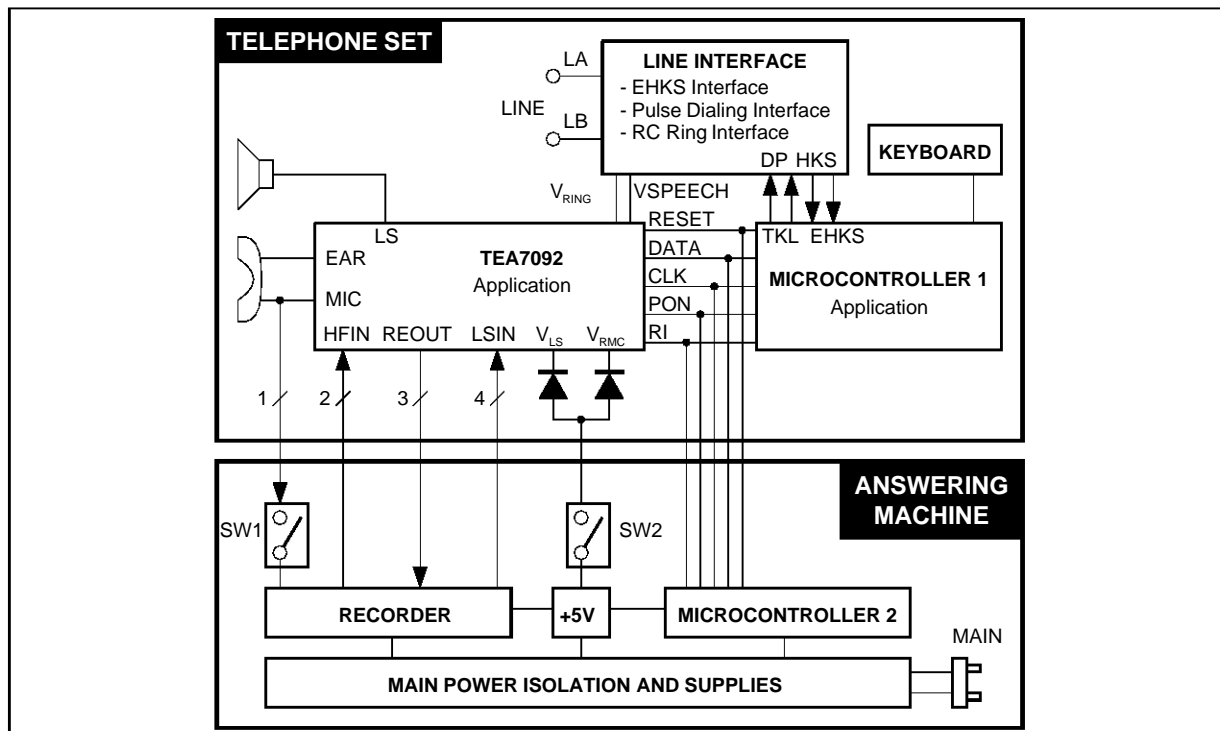 TELEPHONE SET
LA
LINE
LB
LINE INTERFACE
- EHKS Interface
- Pulse Dialing Interface
- RC Ring Interface
DP HKS
KEYBOARD
VRING
VSPEECH
RESET
DATA
CLK
PON
RI
LS
EAR
MIC
TEA7092
Application
HFIN REOUT LSIN VLS VRMC
TKL EHKS
MICROCONTROLLER 1
Application
1 2 3 4
ANSWERING
MACHINE
SW1
SW2
RECORDER
+5V
MICROCONTROLLER 2
MAIN
MAIN POWER ISOLATION AND SUPPLIES